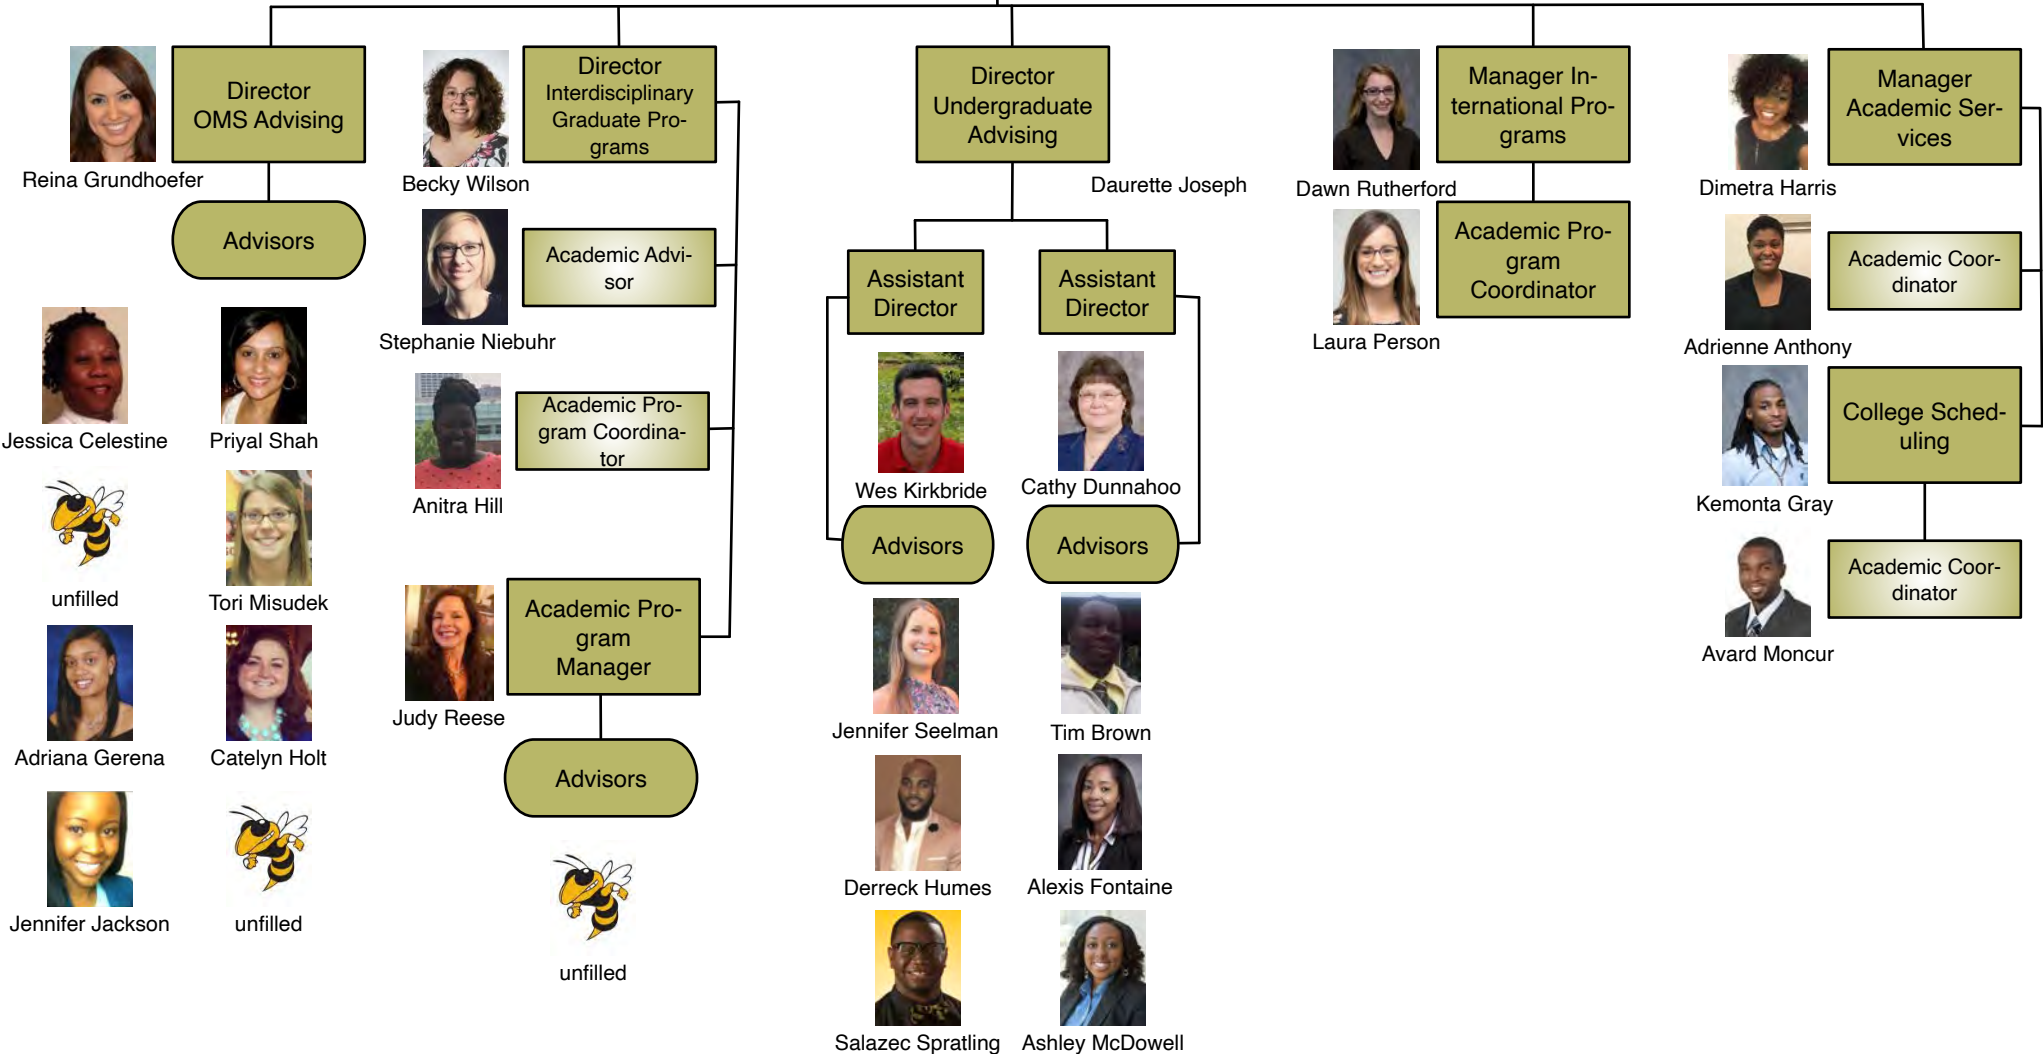 Director
OMS Advising
Reina Grundhoefer
Advisors
Jessica Celestine
Priyal Shah
unfilled
Tori Misudek
Adriana Gerena
Catelyn Holt
Jennifer Jackson
unfilled
Director
Interdisciplinary
Graduate Pro-
grams
Becky Wilson
Academic Advi-
sor
Stephanie Niebuhr
Academic Pro-
gram Coordina-
tor
Anitra Hill
Academic Pro-
gram
Manager
Judy Reese
Advisors
unfilled
Director
Undergraduate
Advising
Daurette Joseph
Assistant
Director
Wes Kirkbride
Advisors
Jennifer Seelman
Derreck Humes
Salazec Spratling
Assistant
Director
Cathy Dunnahoo
Advisors
Tim Brown
Alexis Fontaine
Ashley McDowell
Manager In-
ternational Pro-
grams
Dawn Rutherford
Academic Pro-
gram
Coordinator
Laura Person
Manager
Academic Ser-
vices
Dimetra Harris
Academic Coor-
dinator
Adrienne Anthony
College Sched-
uling
Kemonta Gray
Academic Coor-
dinator
Avard Moncur